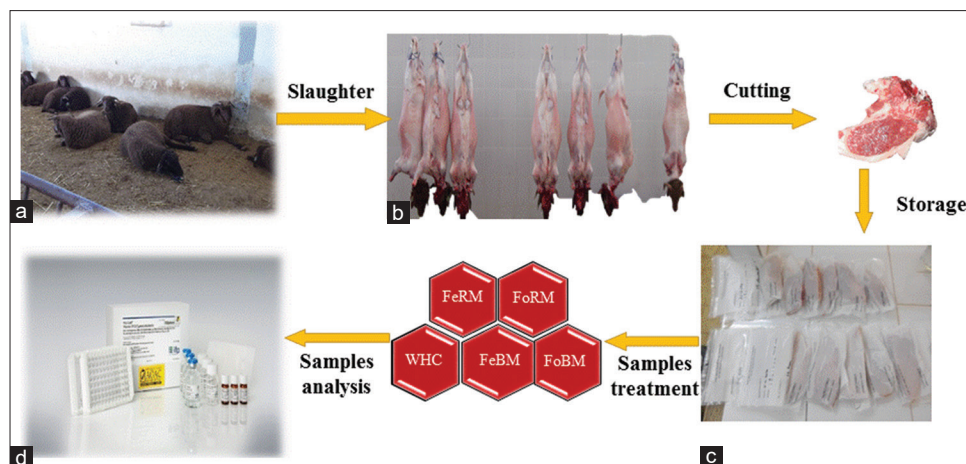 Slaughter
Cutting
a
b
Storage
FeRM
FoRM
WHC
FeBM
FoBM
Samples
analysis
Samples
treatment
d
c